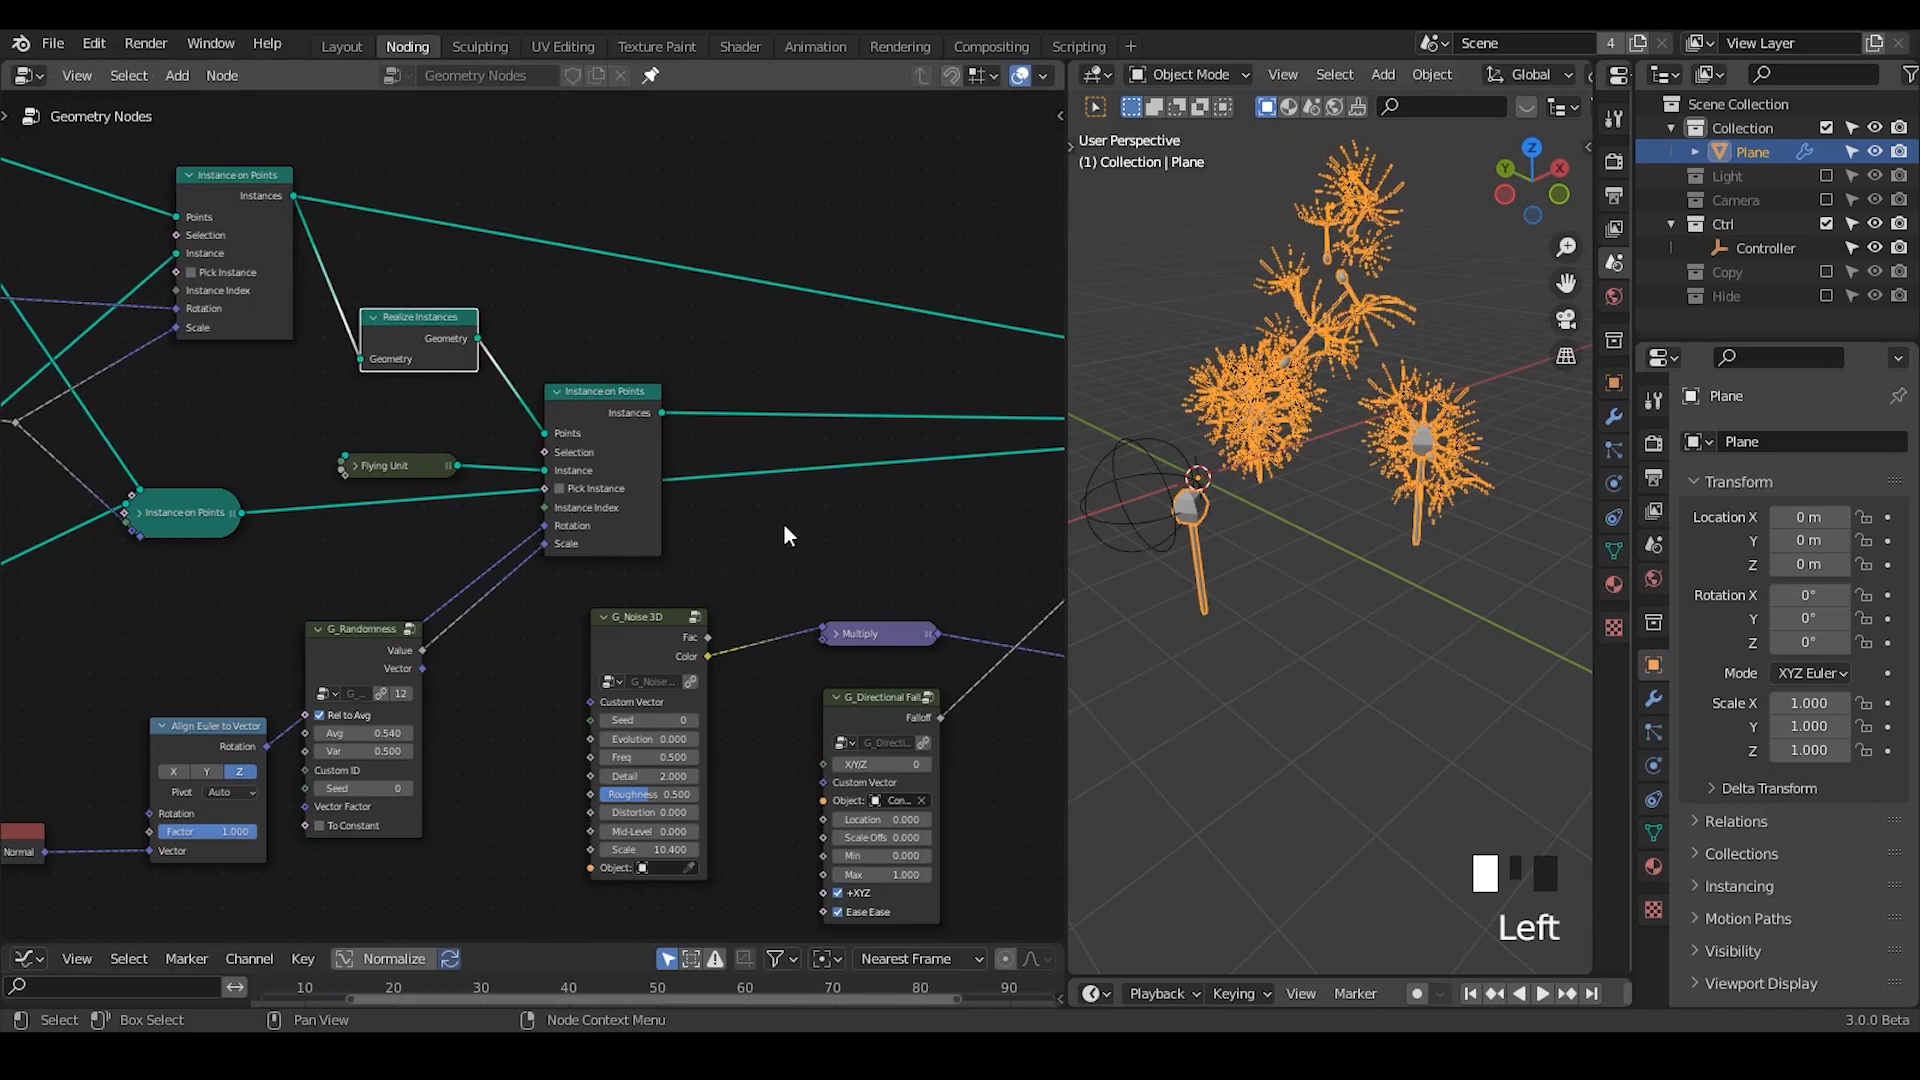 File Edit Render Window Help
Layout Noding Sculpting UV Editing Texture Paint Shader Animation Rendering Compositing Scripting +
Scene 4 View Layer
View Select Add Node Geometry Nodes
Object Mode View Select Add Object Global
Geometry Nodes
User Perspective
(1) Collection | Plane
Z
Y X
Instance on Points
Instances
Points
Selection
Instance
Pick Instance
Instance Index
Rotation
Scale
Realize Instances
Geometry
Geometry
Instance on Points
Instances
Points
Selection
Instance
Pick Instance
Instance Index
Rotation
Scale
Flying Unit
Instance on Points
G_Randomness
Value
Vector
G_... 12
Rel to Avg
Avg 0.540
Var 0.500
Custom ID
Seed 0
Vector Factor
To Constant
Align Euler to Vector
Rotation
X Y Z
Pivot Auto
Rotation
Factor 1.000
Vector
Normal
G_Noise 3D
Fac
Color
G_Noise...
Custom Vector
Seed 0
Evolution 0.000
Freq 0.500
Detail 2.000
Roughness 0.500
Distortion 0.000
Mid-Level 0.000
Scale 10.400
Object:
Multiply
G_Directional Fall
Falloff
G_Directi...
X/Y/Z 0
Custom Vector
Object: Con...
Location 0.000
Scale Offs 0.000
Min 0.000
Max 1.000
+XYZ
Ease Ease
Left
View Select Marker Channel Key Normalize Nearest Frame
10 20 30 40 50 60 70 80 90
Playback Keying View Marker
Select Box Select Pan View Node Context Menu 3.0.0 Beta
Scene Collection
Collection
Plane
Light
Camera
Ctrl
Controller
Copy
Hide
Plane
Plane
Transform
Location X 0 m
Y 0 m
Z 0 m
Rotation X 0°
Y 0°
Z 0°
Mode XYZ Euler
Scale X 1.000
Y 1.000
Z 1.000
Delta Transform
Relations
Collections
Instancing
Motion Paths
Visibility
Viewport Display